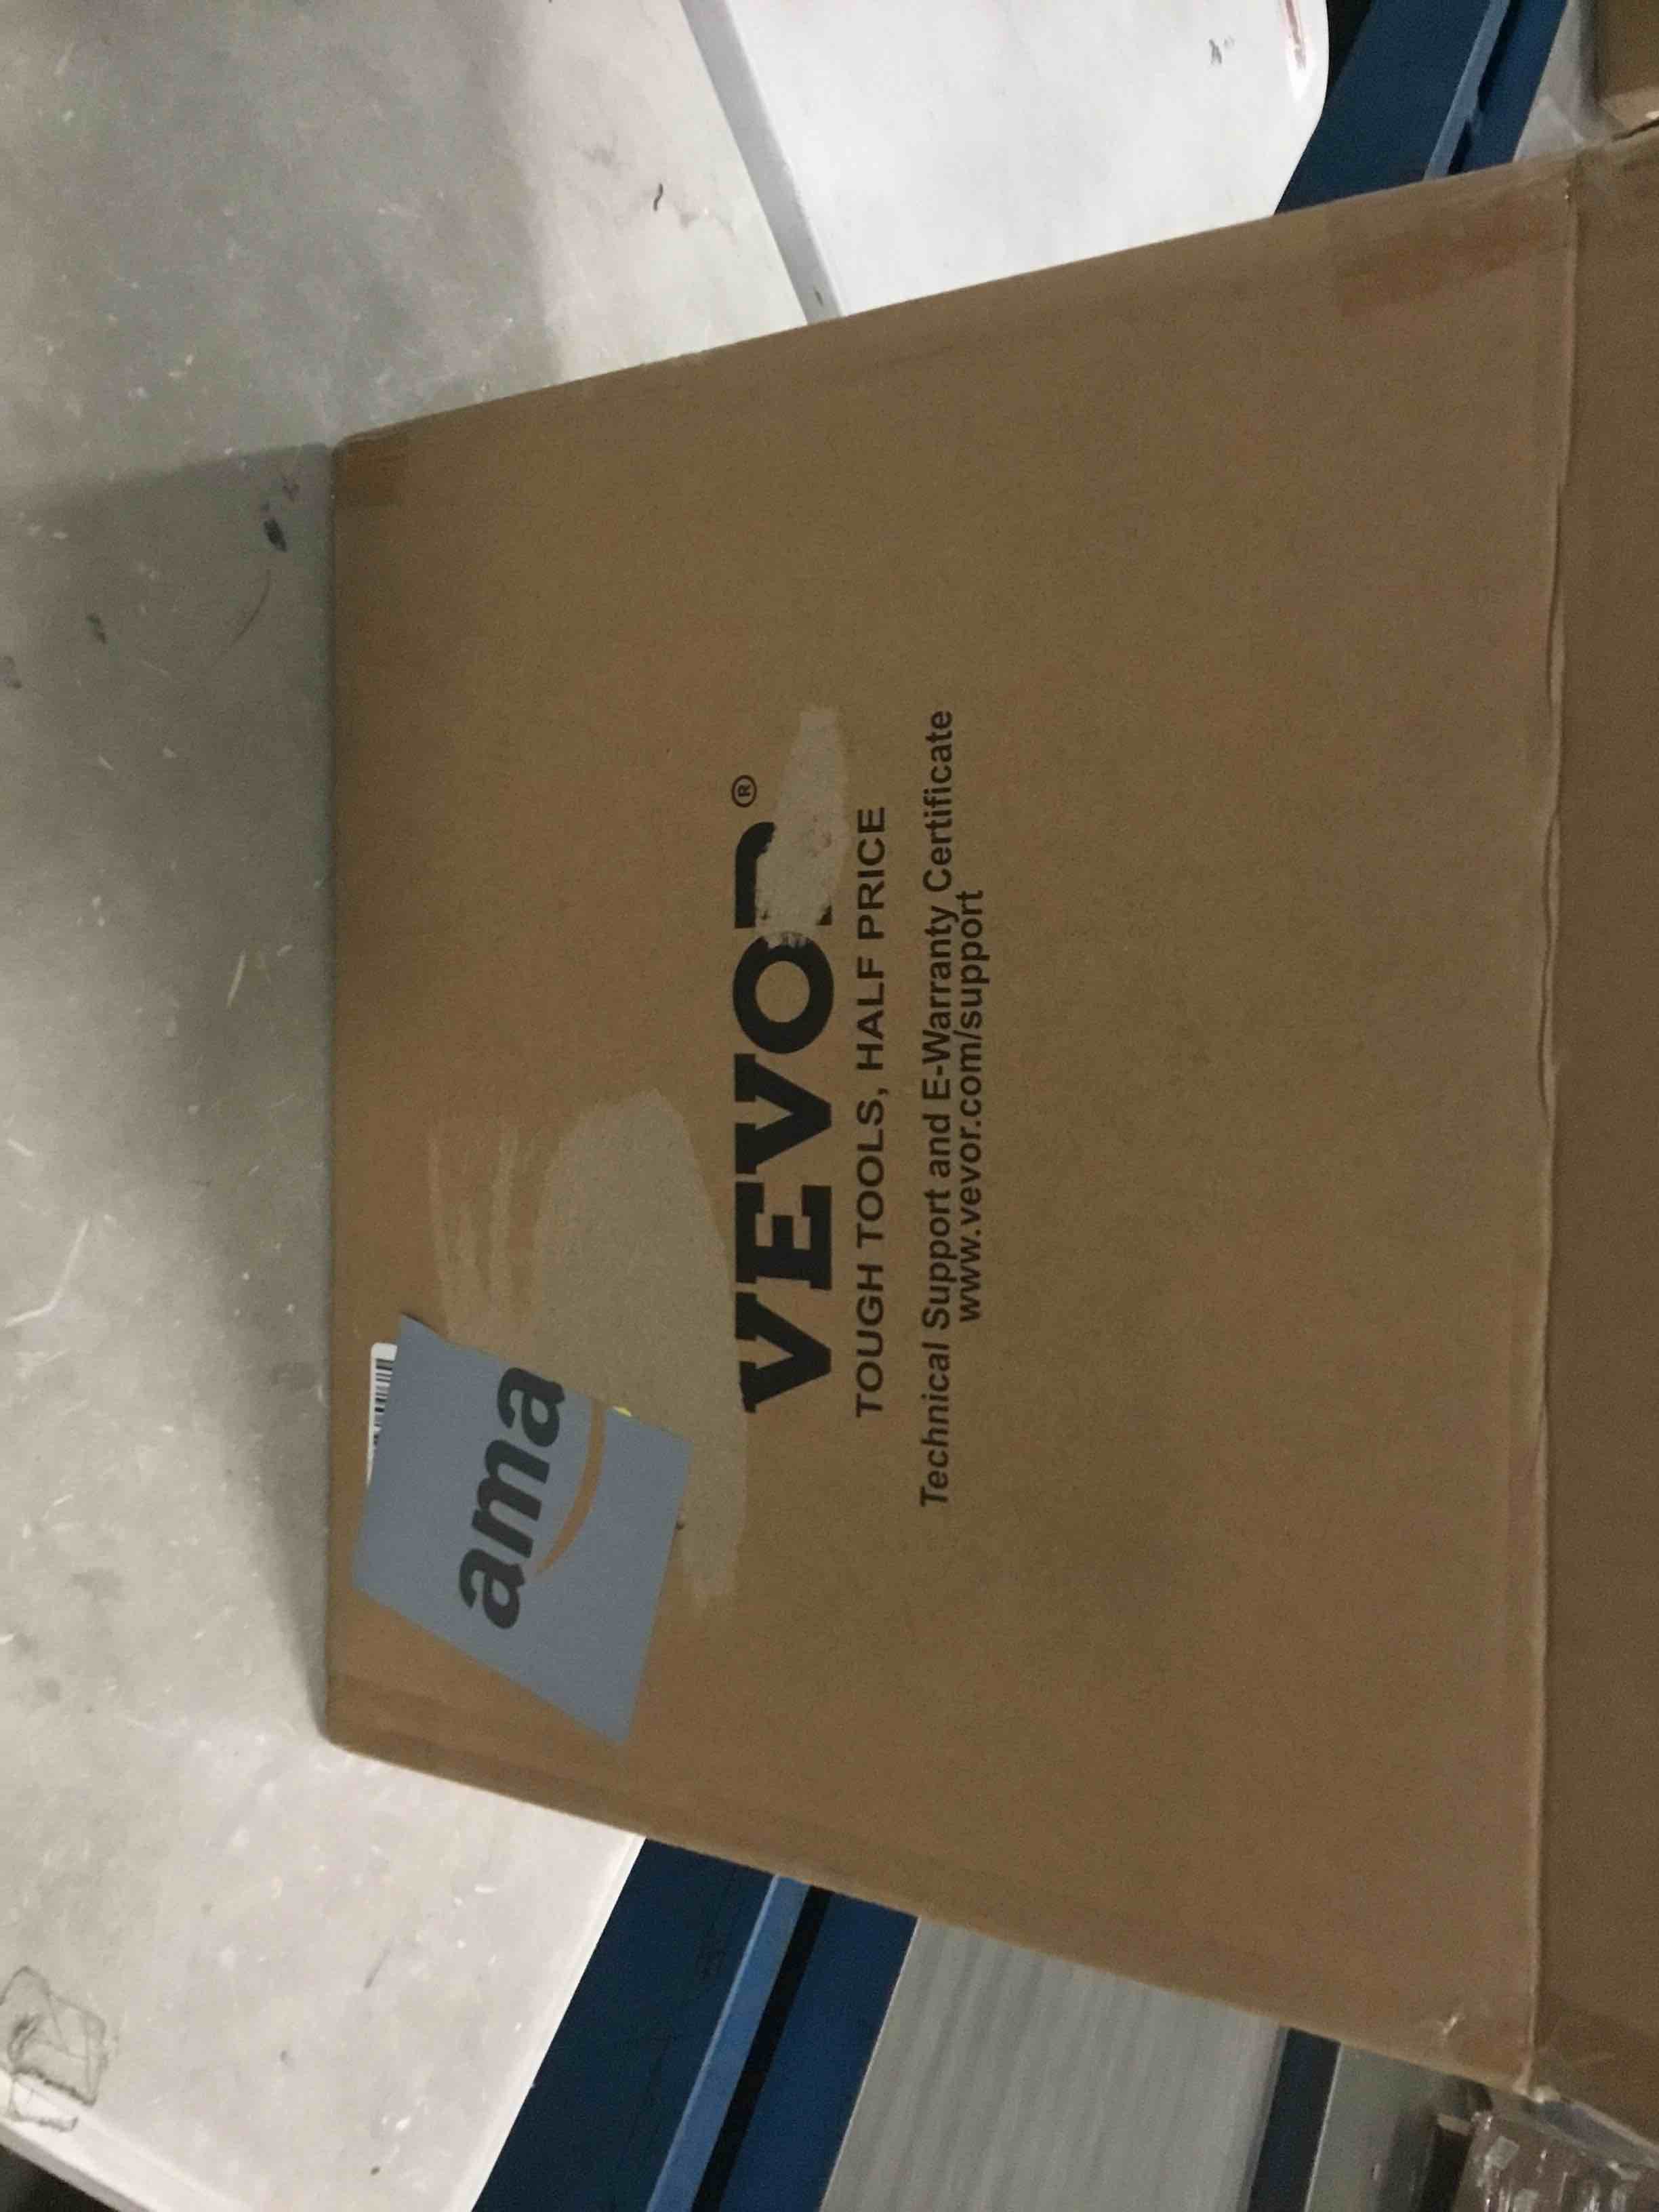 ama
VEVOR®
TOUGH TOOLS, HALF PRICE
Technical Support and E-Warranty Certificate
www.vevor.com/support